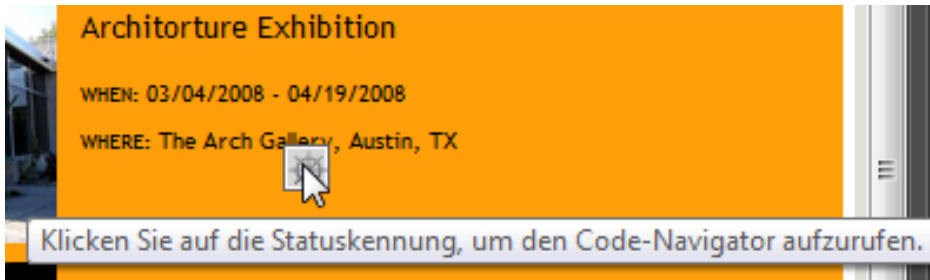 Architorture Exhibition
WHEN: 03/04/2008 - 04/19/2008
WHERE: The Arch Gallery, Austin, TX
Klicken Sie auf die Statuskennung, um den Code-Navigator aufzurufen.